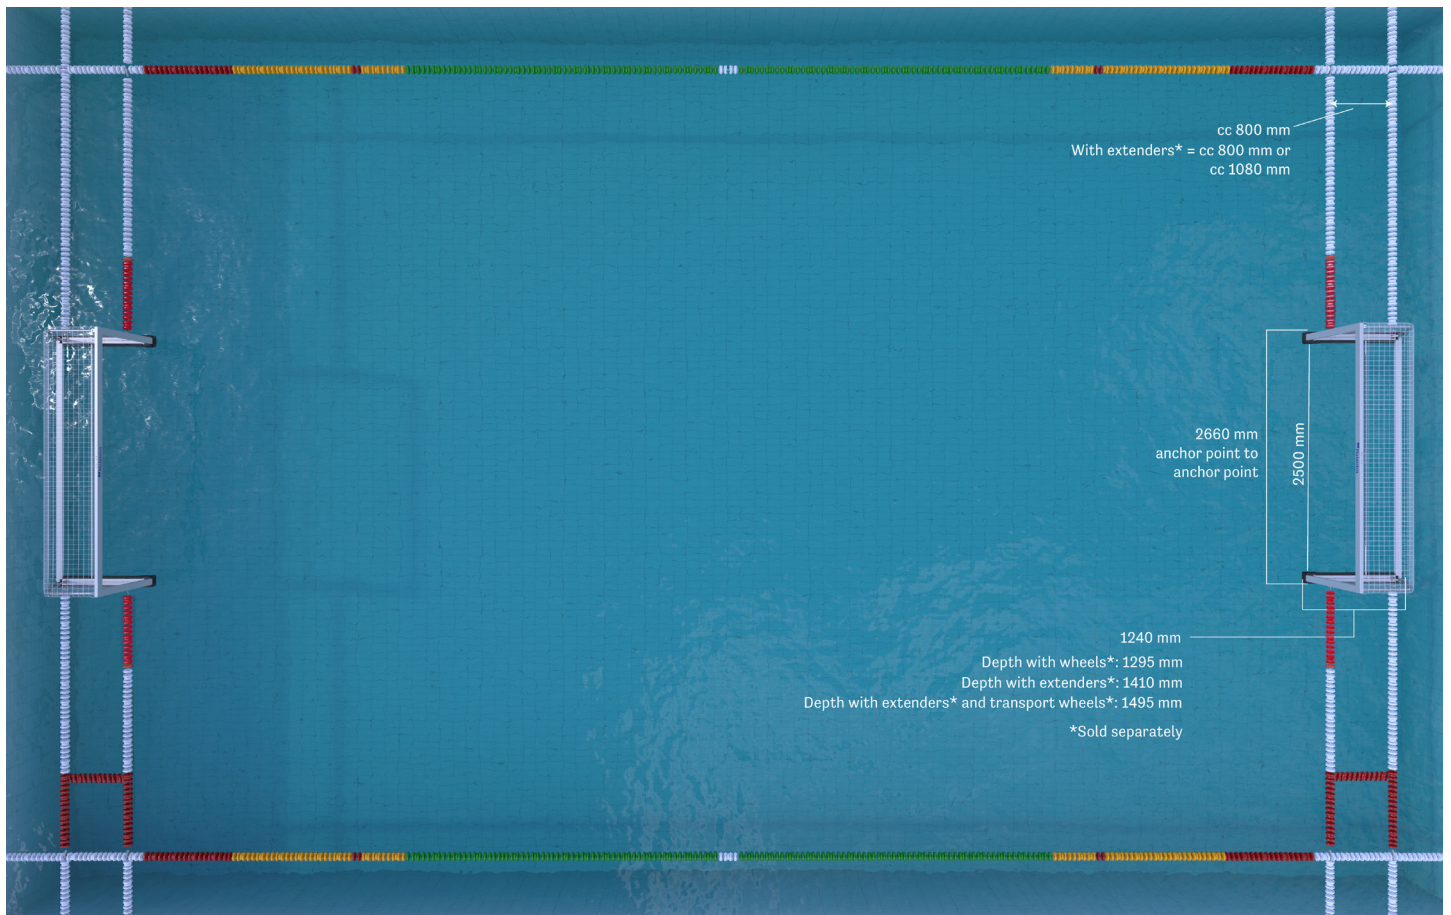 cc 800 mm
With extenders* = cc 800 mm or
cc 1080 mm
2660 mm
anchor point to
anchor point
2500 mm
1240 mm
Depth with wheels*: 1295 mm
Depth with extenders*: 1410 mm
Depth with extenders* and transport wheels*: 1495 mm
*Sold separately